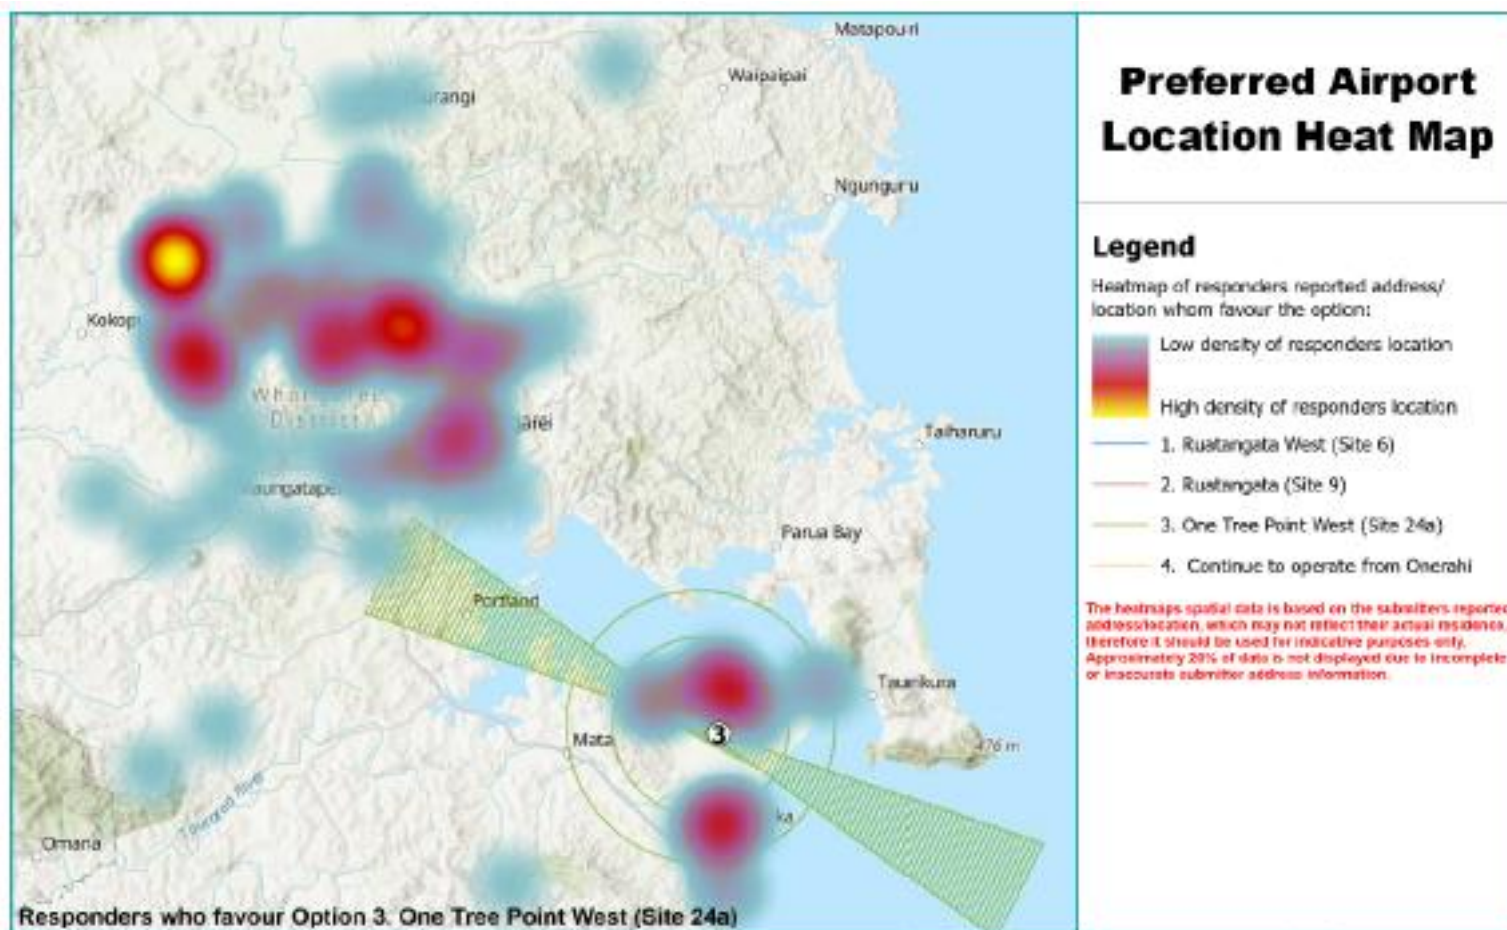 Matapouri
Waipaipai
urangi
Ngunguru
Kokop
Whangarei
District
arei
Taiharuru
aungatape
Parua Bay
Portland
Taurikura
Mata
476 m
ka
Omana
Responders who favour Option 3. One Tree Point West (Site 24a)
3
Preferred Airport
Location Heat Map
Legend
Heatmap of responders reported address/
location whom favour the option:
Low density of responders location
High density of responders location
1. Ruatangata West (Site 6)
2. Ruatangata (Site 9)
3. One Tree Point West (Site 24a)
4. Continue to operate from Onerahi
The heatmaps spatial data is based on the submitters reported
address/location, which may not reflect their actual residence,
therefore it should be used for indicative purposes only.
Approximately 20% of data is not displayed due to incomplete
or inaccurate submitter address information.